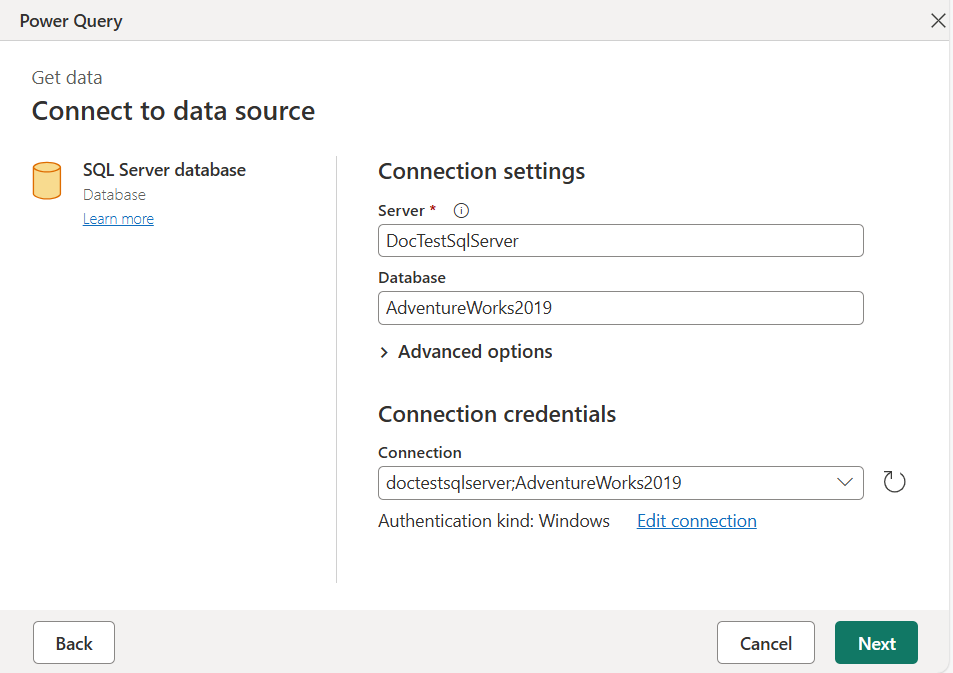 Power Query
Get data
Connect to data source
SQL Server database
Database
Learn more
Connection settings
Server *
DocTestSqlServer
Database
AdventureWorks2019
Advanced options
Connection credentials
Connection
doctestsqlserver;AdventureWorks2019
Authentication kind: Windows Edit connection
Back Cancel Next